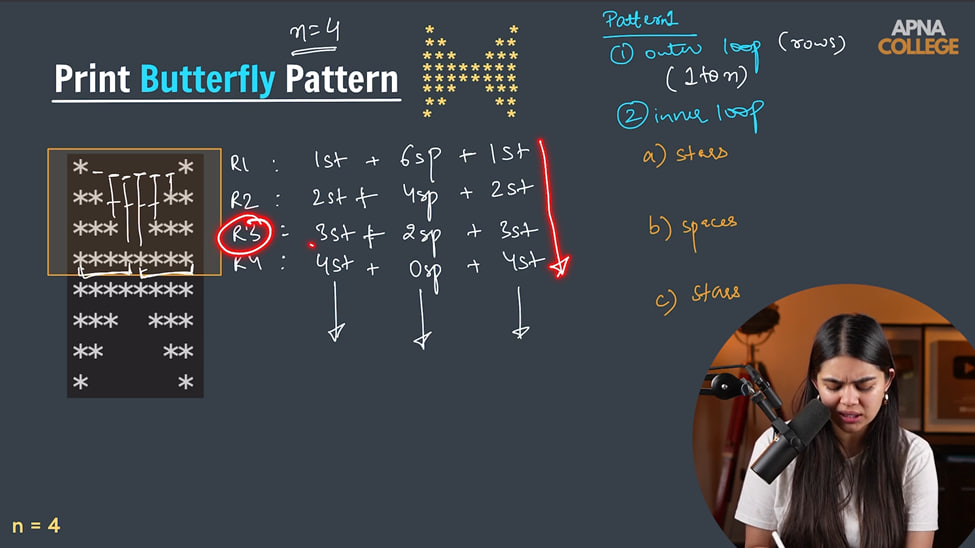 n=4
Print Butterfly Pattern
*      *
**    **
***  ***
********
********
***  ***
**    **
*      *
Pattern 1
① outer loop (rows)
(1 to n)
② inner loop
a) stars
b) spaces
c) stars
APNA
COLLEGE
*      *
**    **
***  ***
********
********
***  ***
**    **
*      *
R1 : 1st + 6sp + 1st
R2 : 2st + 4sp + 2st
R3 : 3st + 2sp + 3st
R4 : 4st + 0sp + 4st
n = 4